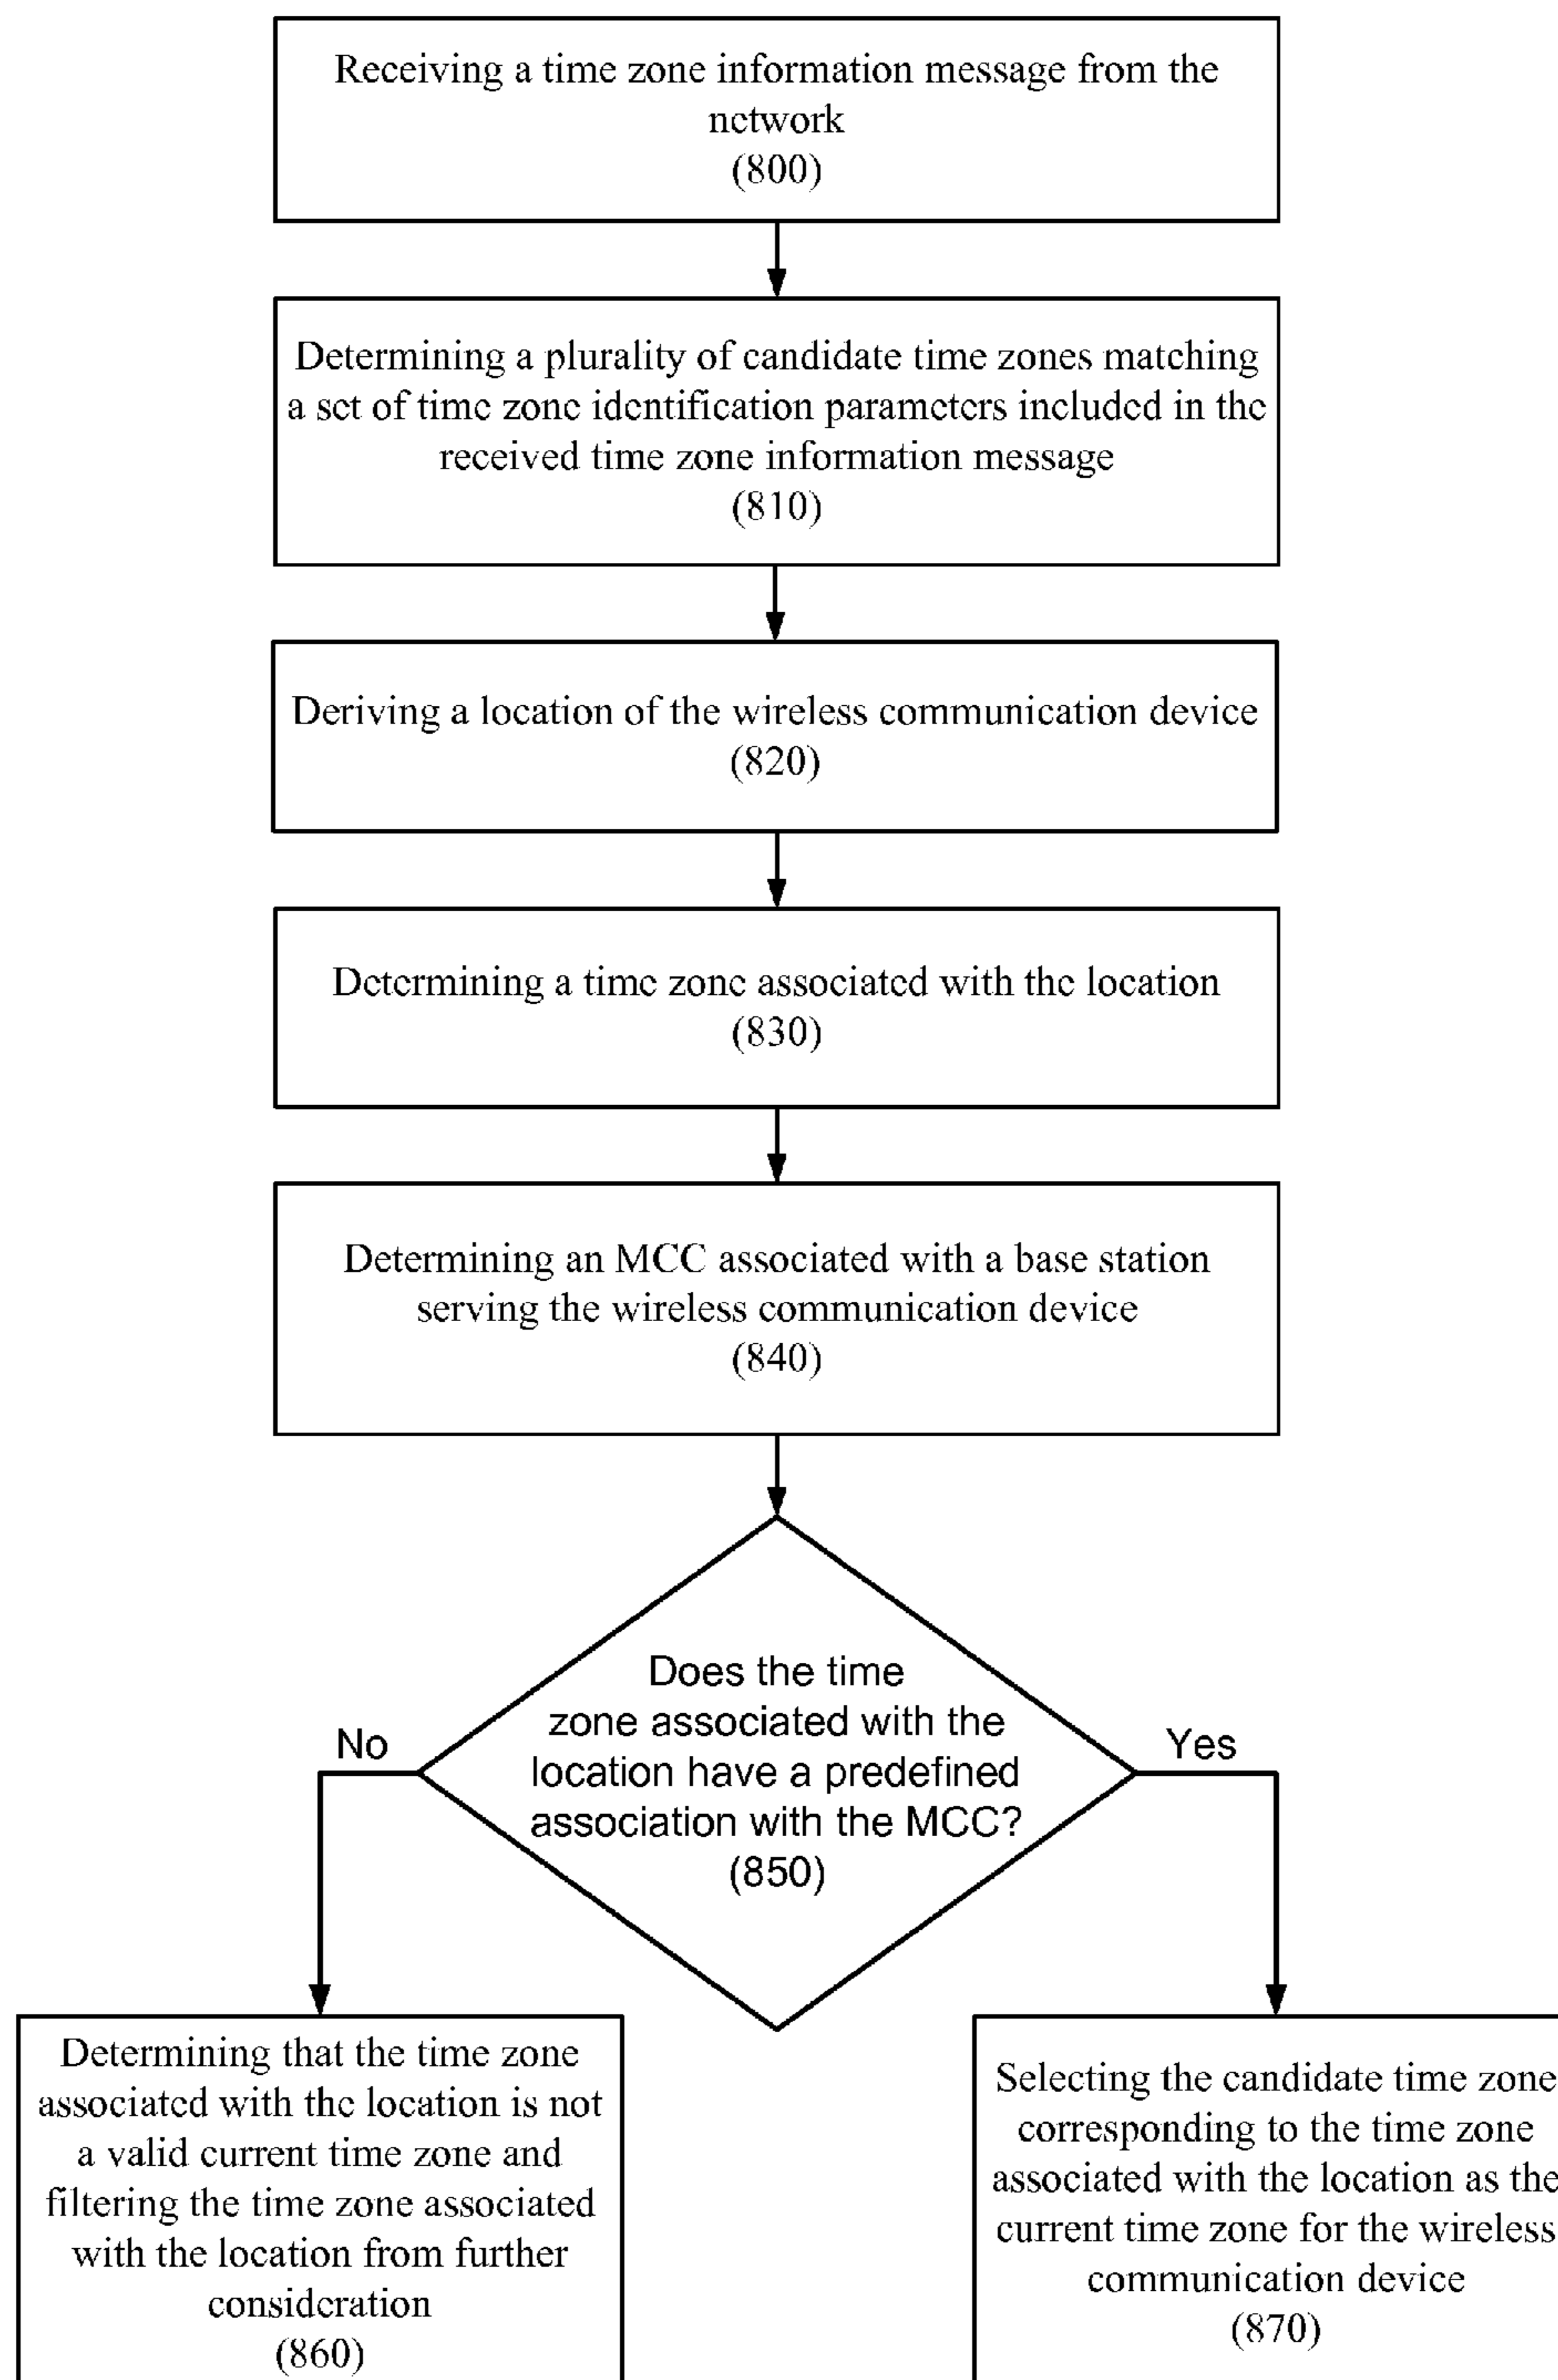 Receiving a time zone information message from the
network
(800)
Determining a plurality of candidate time zones matching
a set of time zone identification parameters included in the
received time zone information message
(810)
Deriving a location of the wireless communication device
(820)
Determining a time zone associated with the location
(830)
Determining an MCC associated with a base station
serving the wireless communication device
(840)
Does the time
zone associated with the
location have a predefined
association with the MCC?
(850)
No
Yes
Determining that the time zone
associated with the location is not
a valid current time zone and
filtering the time zone associated
with the location from further
consideration
(860)
Selecting the candidate time zone
corresponding to the time zone
associated with the location as the
current time zone for the wireless
communication device
(870)